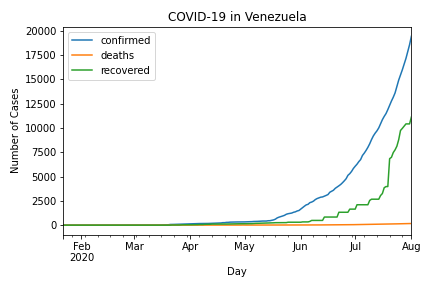 COVID-19 in Venezuela
confirmed
deaths
recovered
Number of Cases
20000
17500
15000
12500
10000
7500
5000
2500
0
Feb
2020
Mar
Apr
May
Jun
Jul
Aug
Day